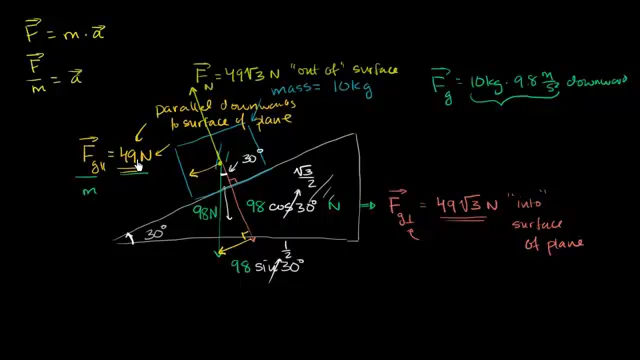 F = m · a
F/m = a
F_N = 49√3 N "out of" surface
mass = 10kg
F_g = 10kg · 9.8 m/s² downward
parallel downwards
to surface of plane
F_g∥ = 49N
m
30°
√3/2
98N
98 cos 30° N
F_g⊥ = 49√3 N "into"
surface
of plane
30°
1/2
98 sin 30°